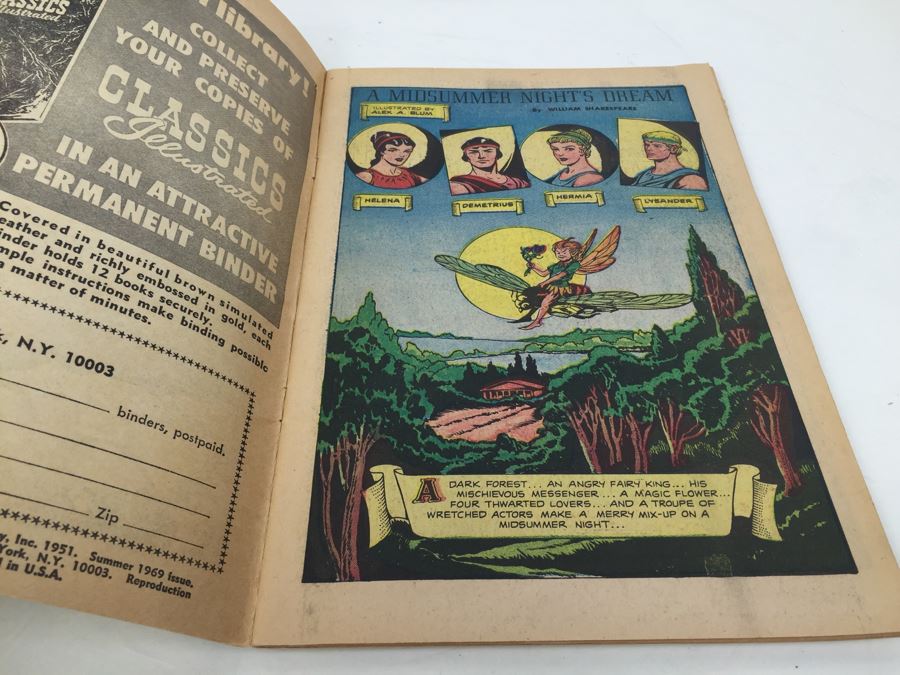 ASSICS
Illustrated
library!
COLLECT
AND PRESERVE
YOUR COPIES OF
CLASSICS
Illustrated
IN AN ATTRACTIVE
PERMANENT BINDER
Covered in beautiful brown simulated
eather and richly embossed in gold, each
inder holds 12 books securely.
mple instructions make binding possible
a matter of minutes.
N.Y. 10003
binders, postpaid.
Zip
Inc. 1951. Summer 1969 Issue.
York, N.Y. 10003. Reproduction
in U.S.A.
A MIDSUMMER NIGHT'S DREAM
By WILLIAM SHAKESPEARE
ILLUSTRATED BY
ALEX A. BLUM
HELENA
DEMETRIUS
HERMIA
LYSANDER
A DARK FOREST... AN ANGRY FAIRY KING... HIS
MISCHIEVOUS MESSENGER... A MAGIC FLOWER...
FOUR THWARTED LOVERS... AND A TROUPE OF
WRETCHED ACTORS MAKE A MERRY MIX-UP ON A
MIDSUMMER NIGHT...